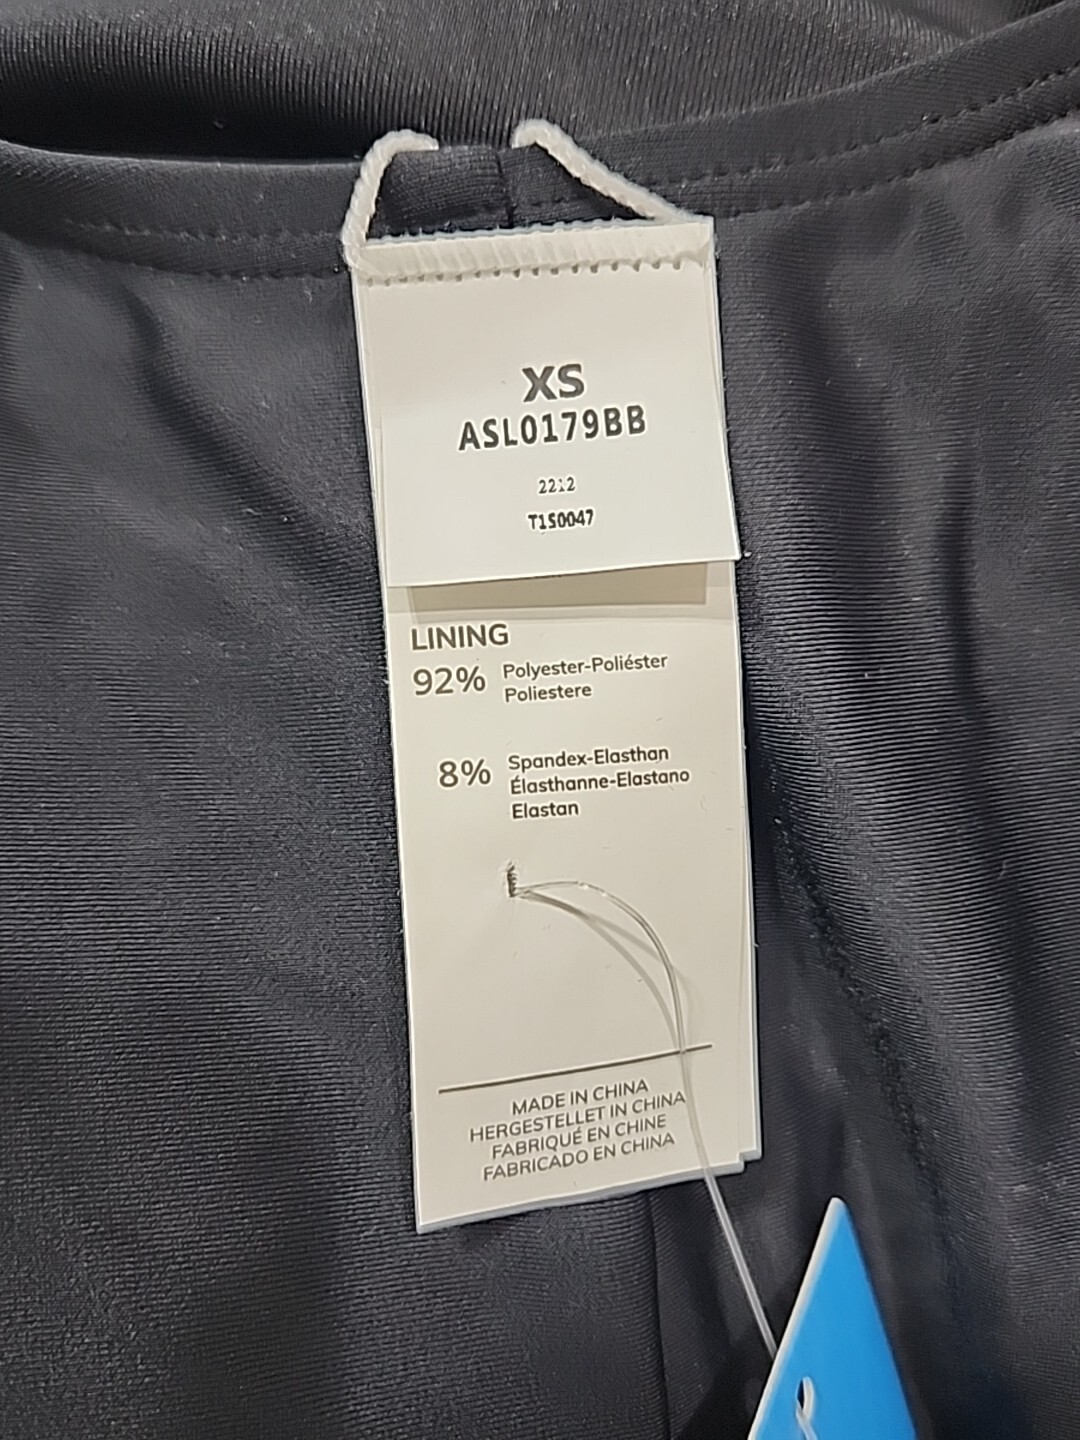 XS
ASL0179BB
2212
T1S0047
LINING
92% Polyester-Poliéster
Poliestere
8% Spandex-Elasthan
Élasthanne-Elastano
Elastan
MADE IN CHINA
HERGESTELLET IN CHINA
FABRIQUÉ EN CHINE
FABRICADO EN CHINA